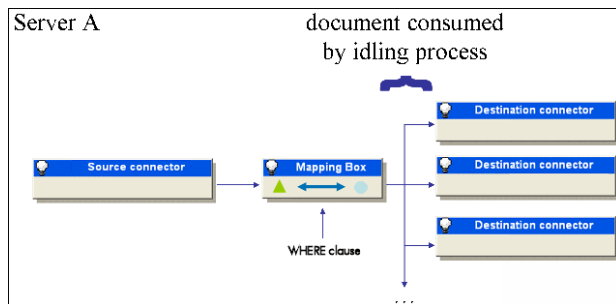 Server A
document consumed
by idling process
Destination connector
Source connector
Mapping Box
Destination connector
Destination connector
WHERE clause
...